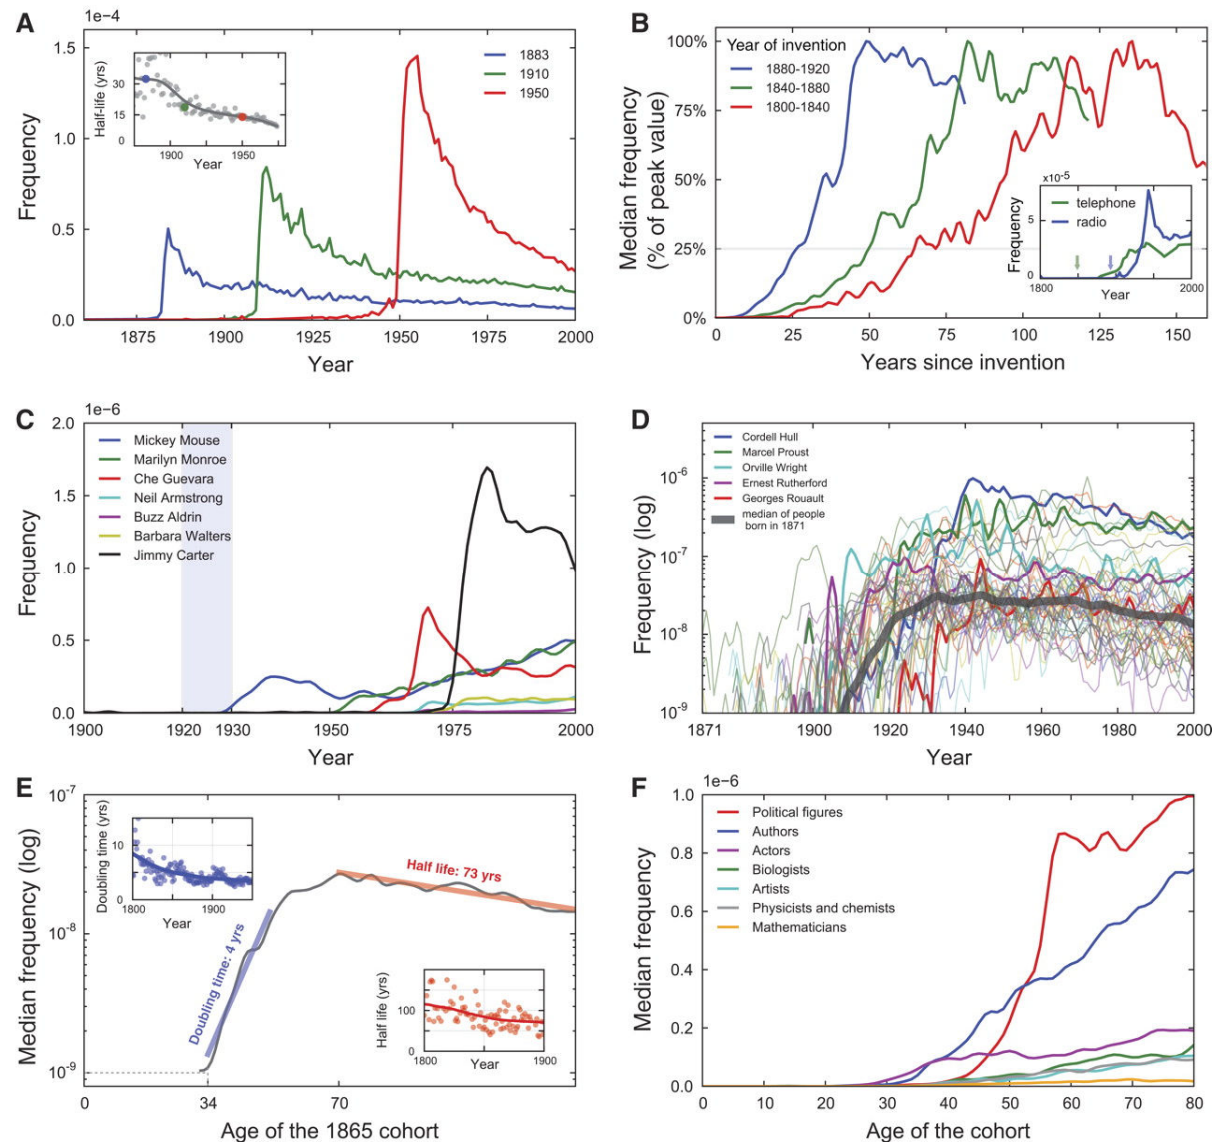 A
1e−4
Frequency
1.5
1.0
0.5
0.0
1883
1910
1950
Half-life (yrs)
30
15
0
1900
1950
Year
1875
1900
1925
1950
1975
2000
Year
B
Median frequency
(% of peak value)
100%
75%
50%
25%
0%
Year of invention
1880-1920
1840-1880
1800-1840
x10-5
Frequency
5
0
telephone
radio
1800
2000
Year
0
25
50
75
100
125
150
Years since invention
C
1e−6
Frequency
2.0
1.5
1.0
0.5
0.0
Mickey Mouse
Marilyn Monroe
Che Guevara
Neil Armstrong
Buzz Aldrin
Barbara Walters
Jimmy Carter
1900
1920
1930
1950
1975
2000
Year
D
Frequency (log)
10-6
10-7
10-8
10-9
Cordell Hull
Marcel Proust
Orville Wright
Ernest Rutherford
Georges Rouault
median of people
born in 1871
1871
1900
1920
1940
1960
1980
2000
Year
E
Median frequency (log)
10-7
10-8
10-9
Doubling time (yrs)
10
5
0
1800
1900
Year
Doubling time: 4 yrs
Half life: 73 yrs
Half life (yrs)
100
0
1800
1900
Year
0
34
70
Age of the 1865 cohort
F
1e−6
Median frequency
1.0
0.8
0.6
0.4
0.2
0.0
Political figures
Authors
Actors
Biologists
Artists
Physicists and chemists
Mathematicians
0
10
20
30
40
50
60
70
80
Age of the cohort